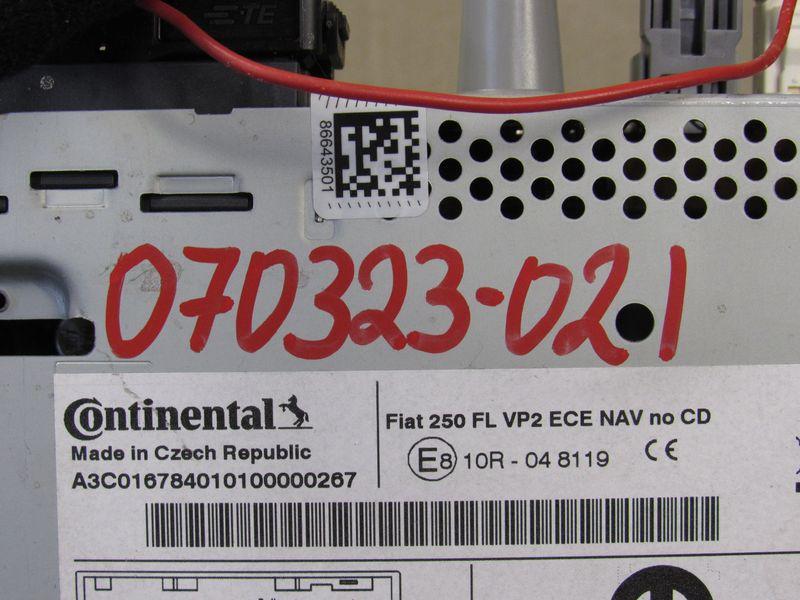 TE
86643501
070323-021
Continental
Made in Czech Republic
A3C016784010100000267
Fiat 250 FL VP2 ECE NAV no CD
E8 10R - 04 8119 CE